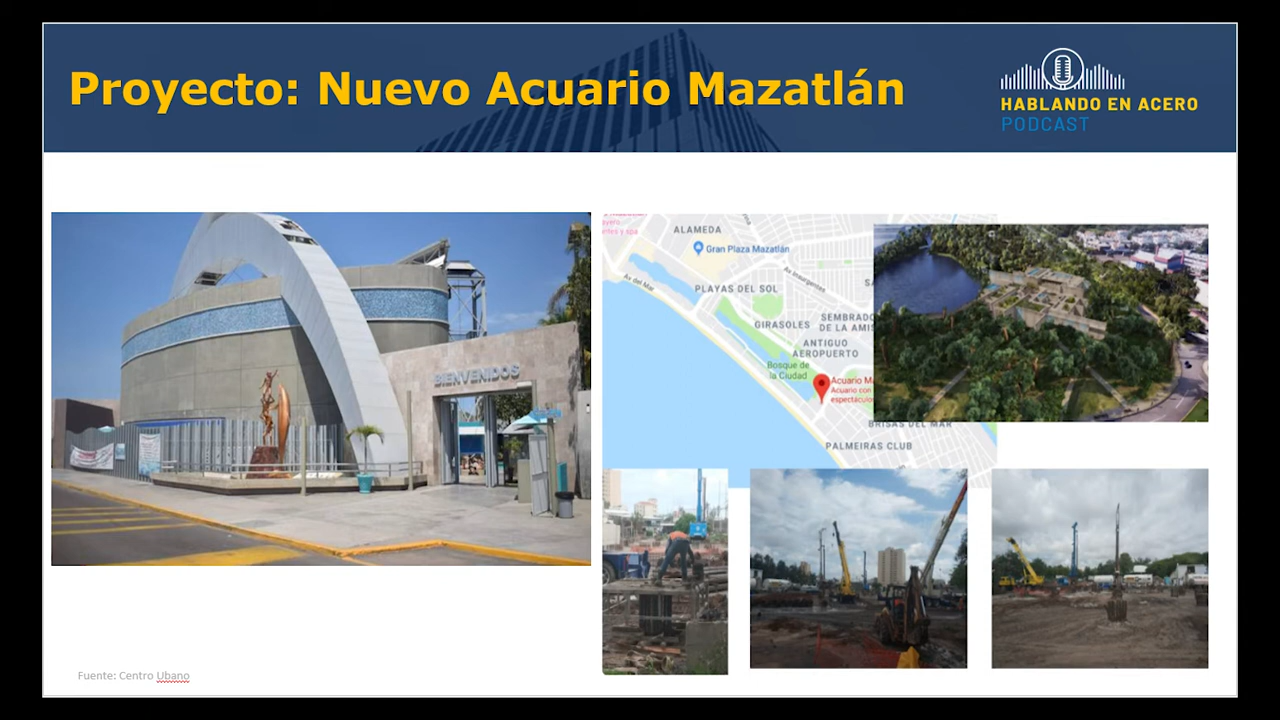 Proyecto: Nuevo Acuario Mazatlán
HABLANDO EN ACERO
PODCAST
BIENVENIDOS
ALAMEDA
Gran Plaza Mazatlán
Av del Mar
Av Insurgentes
PLAYAS DEL SOL
GIRASOLES
SEMBRADO
DE LA AMIS
ANTIGUO
AEROPUERTO
Bosque de
la Ciudad
Acuario Ma
Acuario con
espectáculo
BRISAS DEL MAR
PALMEIRAS CLUB
Fuente: Centro Ubano